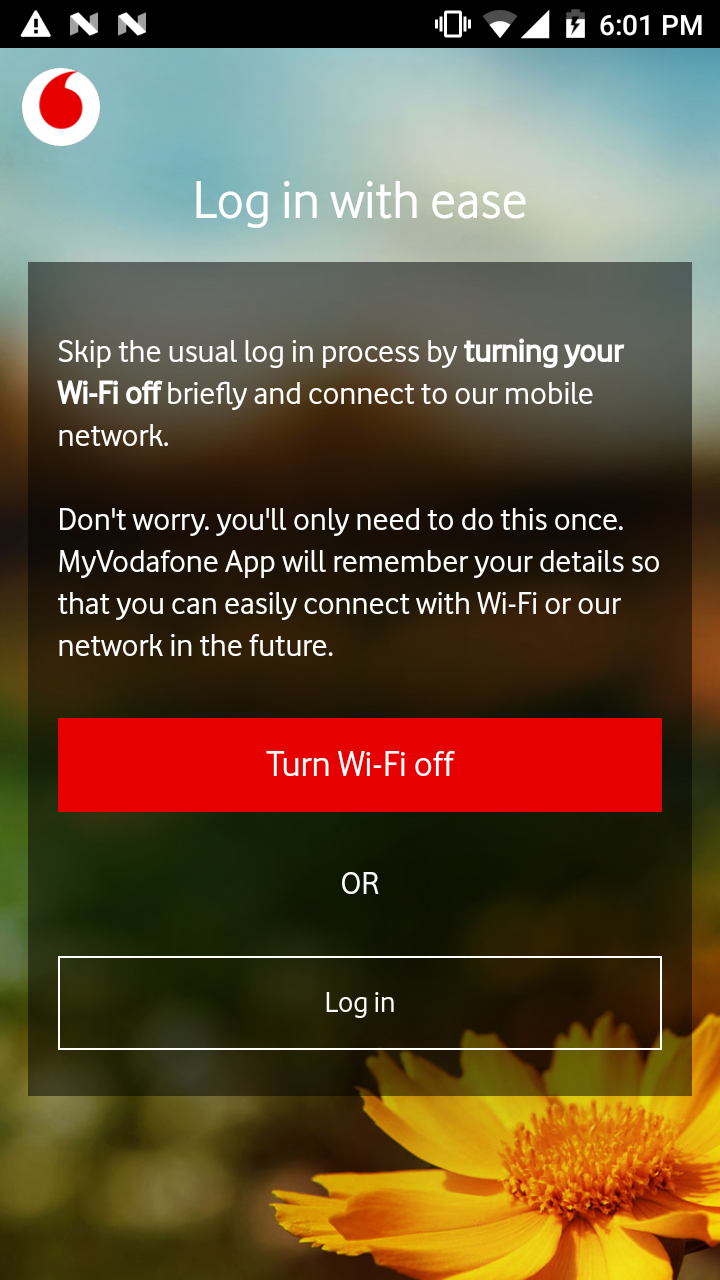 6:01 PM
Log in with ease
Skip the usual log in process by turning your
Wi-Fi off briefly and connect to our mobile
network.
Don't worry. you'll only need to do this once.
MyVodafone App will remember your details so
that you can easily connect with Wi-Fi or our
network in the future.
Turn Wi-Fi off
OR
Log in